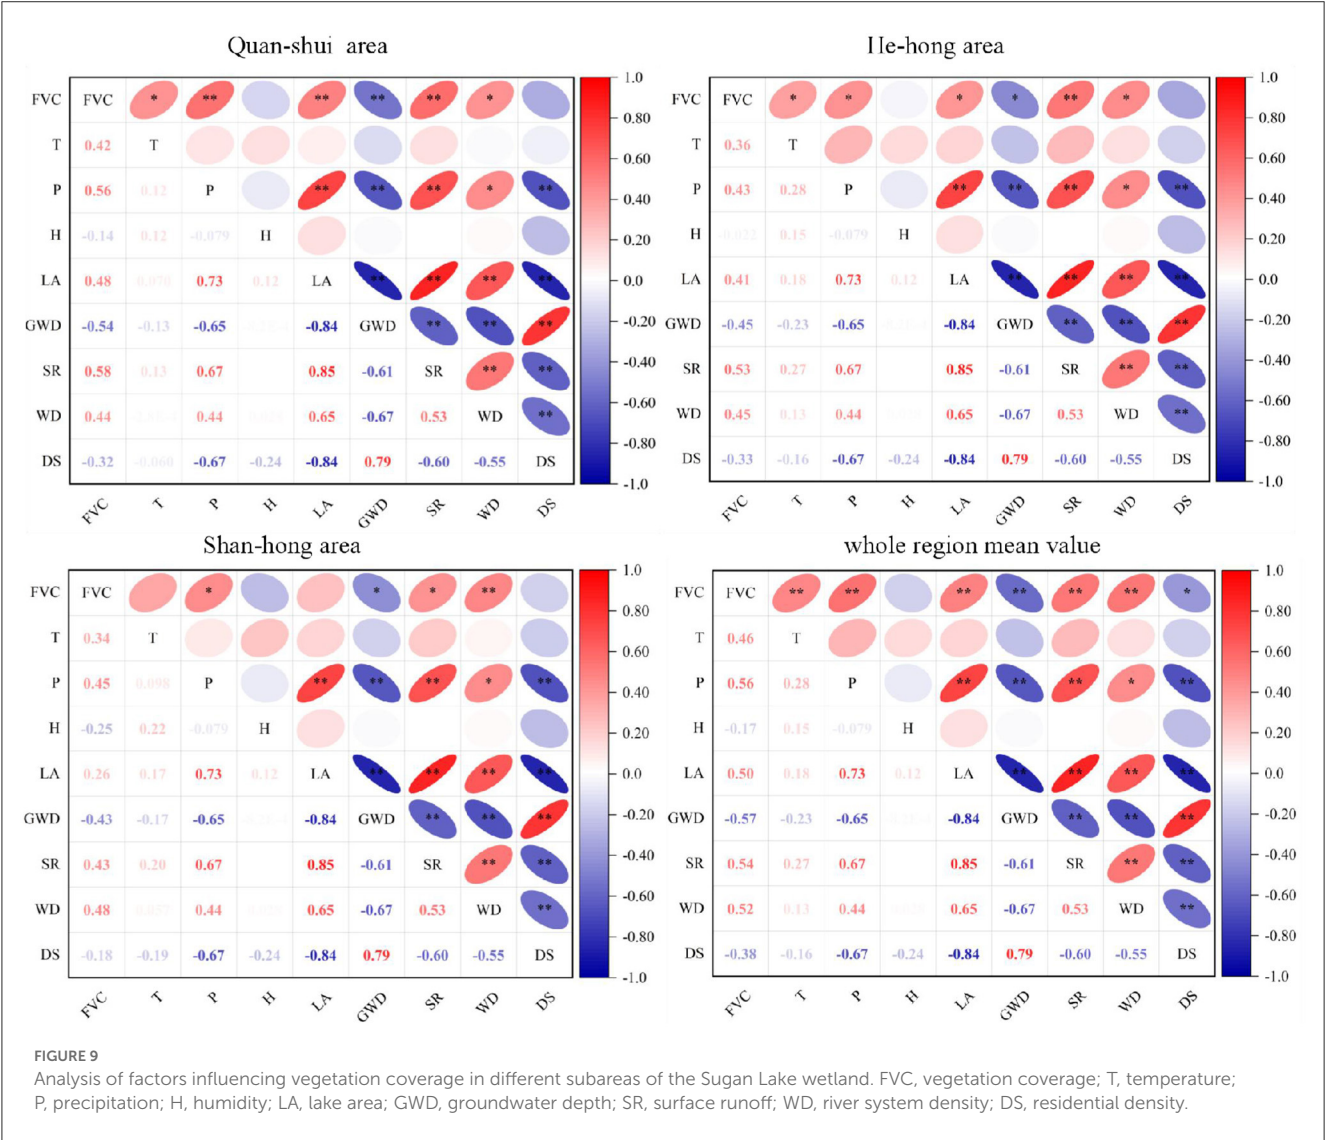 Quan-shui area
FVC FVC * ** ** ** ** * 1.0
0.80
T 0.42 T 0.60
P 0.56 0.12 P ** ** ** * ** 0.40
H -0.14 0.12 -0.079 H 0.20
LA 0.48 0.73 0.12 LA ** ** ** ** 0.0
GWD -0.54 -0.13 -0.65 -0.84 GWD ** ** ** -0.20
SR 0.58 0.13 0.67 0.85 -0.61 SR ** ** -0.40
WD 0.44 0.44 0.65 -0.67 0.53 WD ** -0.60
DS -0.32 -0.060 -0.67 -0.24 -0.84 0.79 -0.60 -0.55 DS -0.80
-1.0
FVC T P H LA GWD SR WD DS
He-hong area
FVC FVC * * * * ** * 1.0
0.80
T 0.36 T 0.60
P 0.43 0.28 P ** ** ** * ** 0.40
H -0.022 0.15 -0.079 H 0.20
LA 0.41 0.18 0.73 0.12 LA ** ** ** ** 0.0
GWD -0.45 -0.23 -0.65 -0.84 GWD ** ** ** -0.20
SR 0.53 0.27 0.67 0.85 -0.61 SR ** ** -0.40
WD 0.45 0.13 0.44 0.65 -0.67 0.53 WD ** -0.60
DS -0.33 -0.16 -0.67 -0.24 -0.84 0.79 -0.60 -0.55 DS -0.80
-1.0
FVC T P H LA GWD SR WD DS
Shan-hong area
FVC FVC * * * ** 1.0
0.80
T 0.34 T 0.60
P 0.45 0.098 P ** ** ** * ** 0.40
H -0.25 0.22 -0.079 H 0.20
LA 0.26 0.17 0.73 0.12 LA ** ** ** ** 0.0
GWD -0.43 -0.17 -0.65 -0.84 GWD ** ** ** -0.20
SR 0.43 0.20 0.67 0.85 -0.61 SR ** ** -0.40
WD 0.48 0.44 0.65 -0.67 0.53 WD ** -0.60
DS -0.18 -0.19 -0.67 -0.24 -0.84 0.79 -0.60 -0.55 DS -0.80
-1.0
FVC T P H LA GWD SR WD DS
whole region mean value
FVC FVC ** ** ** ** ** ** * 1.0
0.80
T 0.46 T 0.60
P 0.56 0.28 P ** ** ** * ** 0.40
H -0.17 0.15 -0.079 H 0.20
LA 0.50 0.18 0.73 0.12 LA ** ** ** ** 0.0
GWD -0.57 -0.23 -0.65 -0.84 GWD ** ** ** -0.20
SR 0.54 0.27 0.67 0.85 -0.61 SR ** ** -0.40
WD 0.52 0.13 0.44 0.65 -0.67 0.53 WD ** -0.60
DS -0.38 -0.16 -0.67 -0.24 -0.84 0.79 -0.60 -0.55 DS -0.80
-1.0
FVC T P H LA GWD SR WD DS
FIGURE 9
Analysis of factors influencing vegetation coverage in different subareas of the Sugan Lake wetland. FVC, vegetation coverage; T, temperature;
P, precipitation; H, humidity; LA, lake area; GWD, groundwater depth; SR, surface runoff; WD, river system density; DS, residential density.